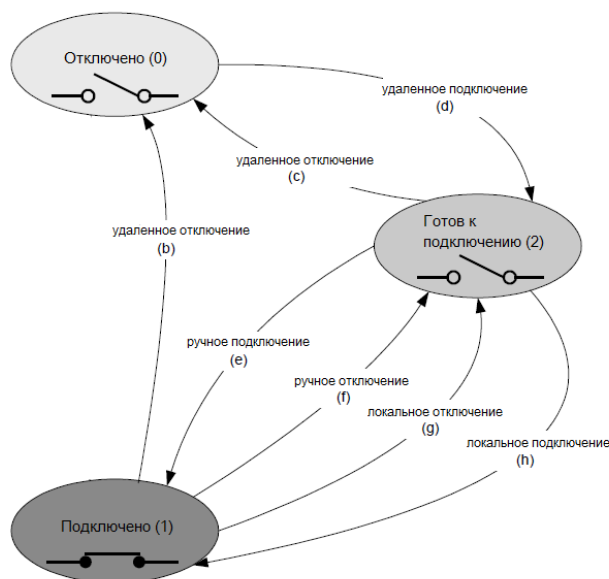 Отключено (0)
удаленное подключение
(d)
удаленное отключение
(c)
удаленное отключение
(b)
Готов к
подключению (2)
ручное подключение
(e)
ручное отключение
(f)
локальное отключение
(g)
локальное подключение
(h)
Подключено (1)